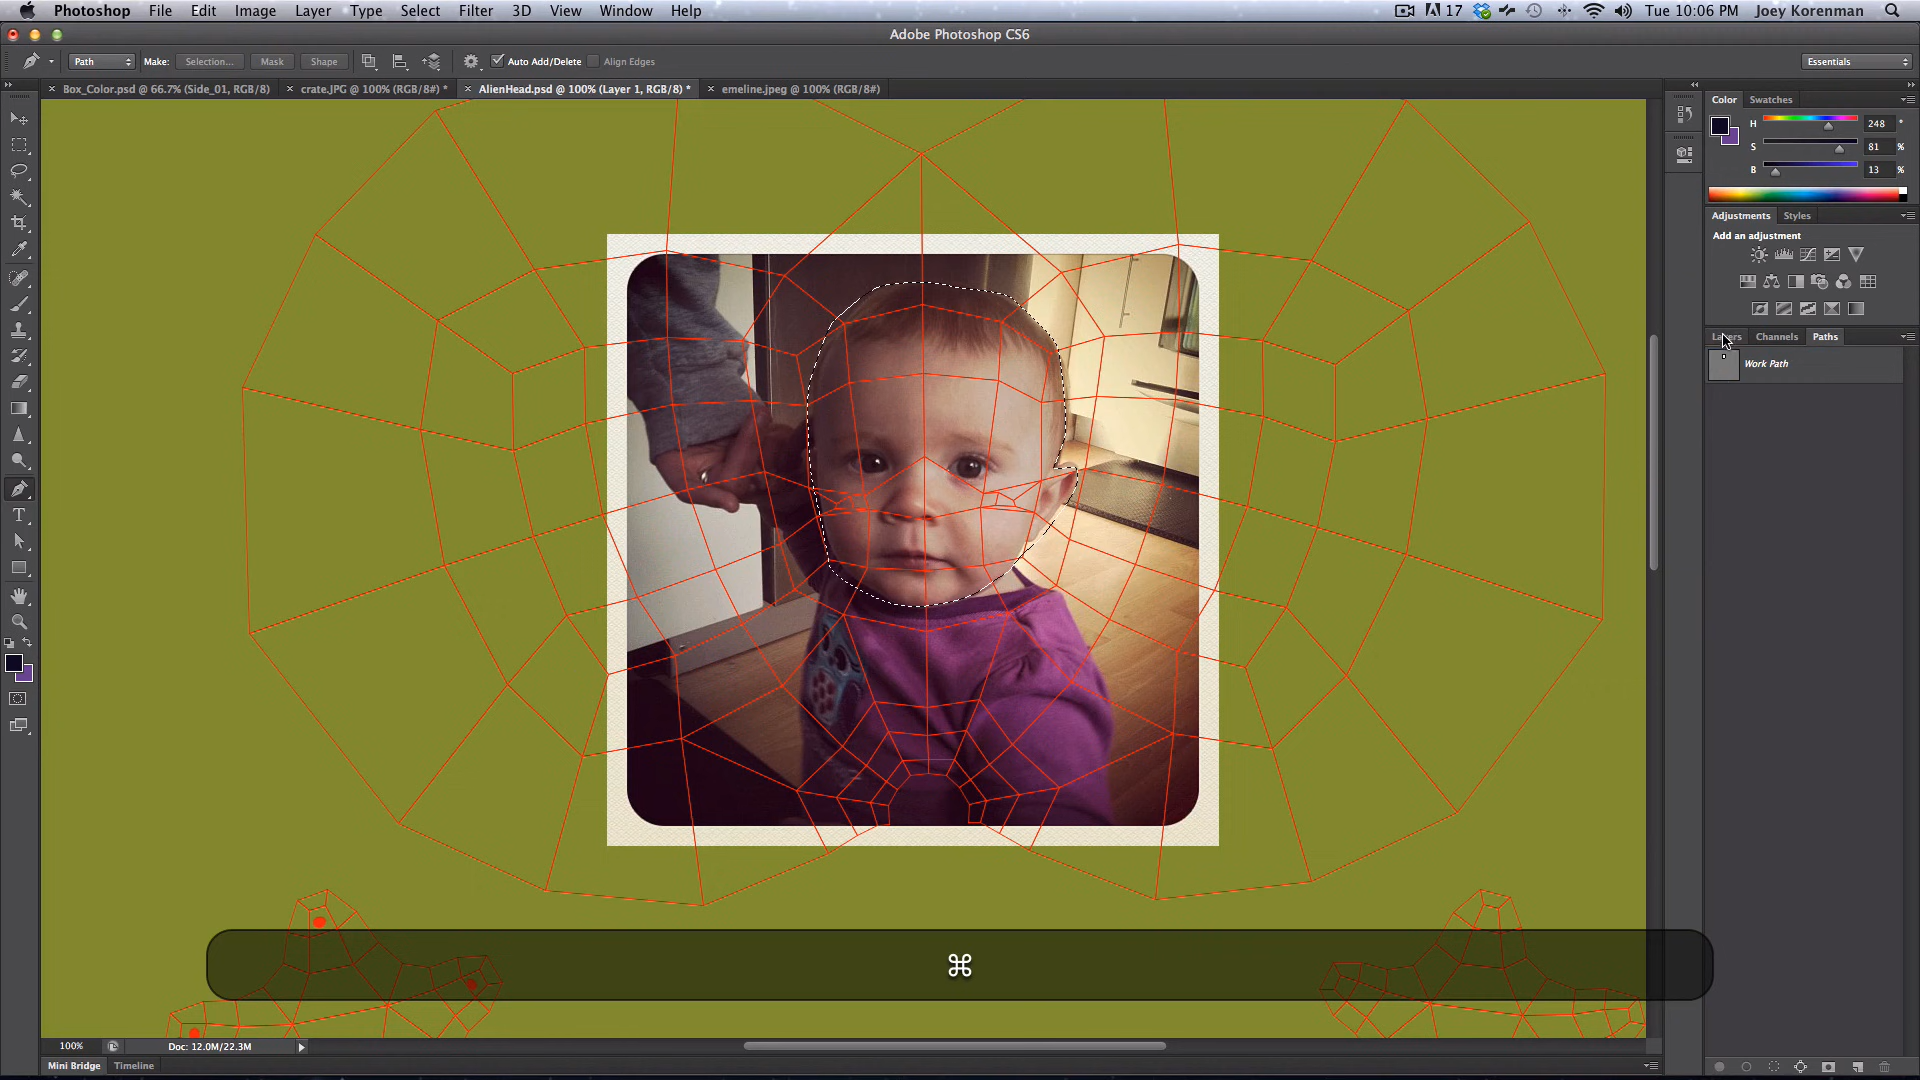 Photoshop File Edit Image Layer Type Select Filter 3D View Window Help 17 Tue 10:06 PM Joey Korenman
Adobe Photoshop CS6
Path Make: Selection... Mask Shape Auto Add/Delete Align Edges Essentials
Box_Color.psd @ 66.7% (Side_01, RGB/8) crate.JPG @ 100% (RGB/8#) * AlienHead.psd @ 100% (Layer 1, RGB/8) * emeline.jpeg @ 100% (RGB/8#)
Color Swatches
H 248 °
S 81 %
B 13 %
Adjustments Styles
Add an adjustment
Layers Channels Paths
Work Path
⌘
100% Doc: 12.0M/22.3M
Mini Bridge Timeline